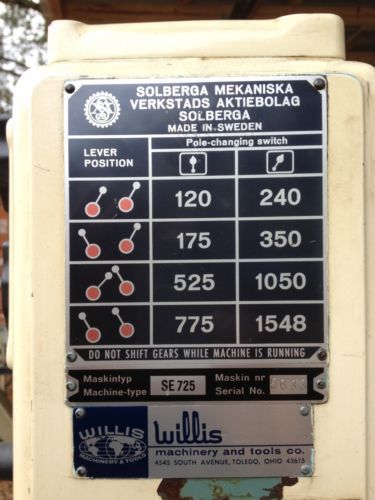 SOLBERGA MEKANISKA
VERKSTADS AKTIEBOLAG
SOLBERGA
MADE IN SWEDEN
LEVER
POSITION
Pole-changing switch
120 240
175 350
525 1050
775 1548
DO NOT SHIFT GEARS WHILE MACHINE IS RUNNING
Maskintyp
Machine-type
SE 725
Maskin nr
Serial No.
WILLIS
MACHINERY & TOOLS
Willis
machinery and tools co.
4545 SOUTH AVENUE, TOLEDO, OHIO 43615